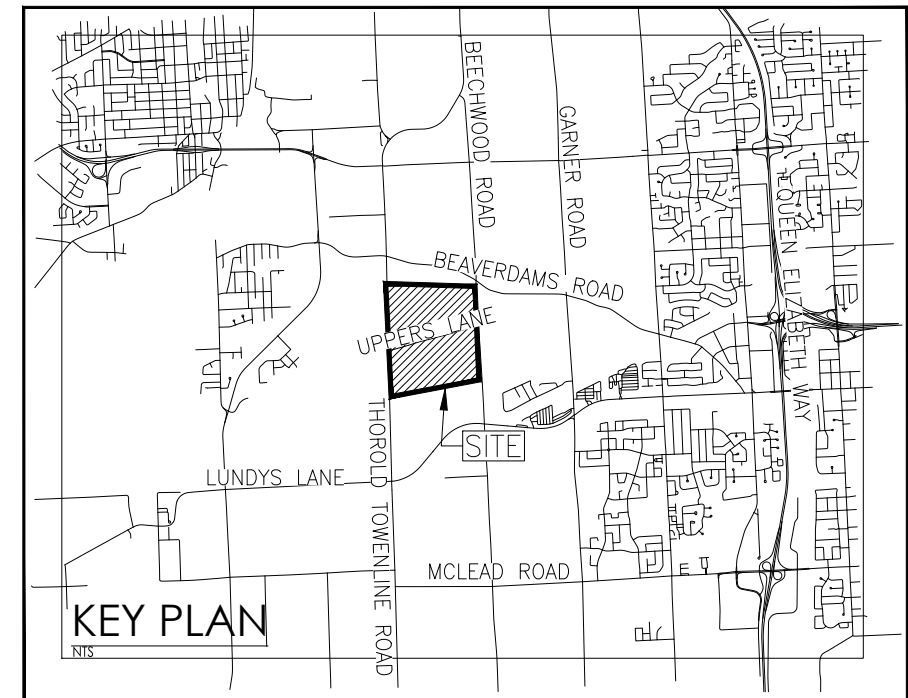 BEECHWOOD ROAD
GARNER ROAD
QUEEN ELIZABETH WAY
BEAVERDAMS ROAD
UPPERS LANE
SITE
THOROLD TOWENLINE ROAD
LUNDYS LANE
MCLEAD ROAD
KEY PLAN
NTS